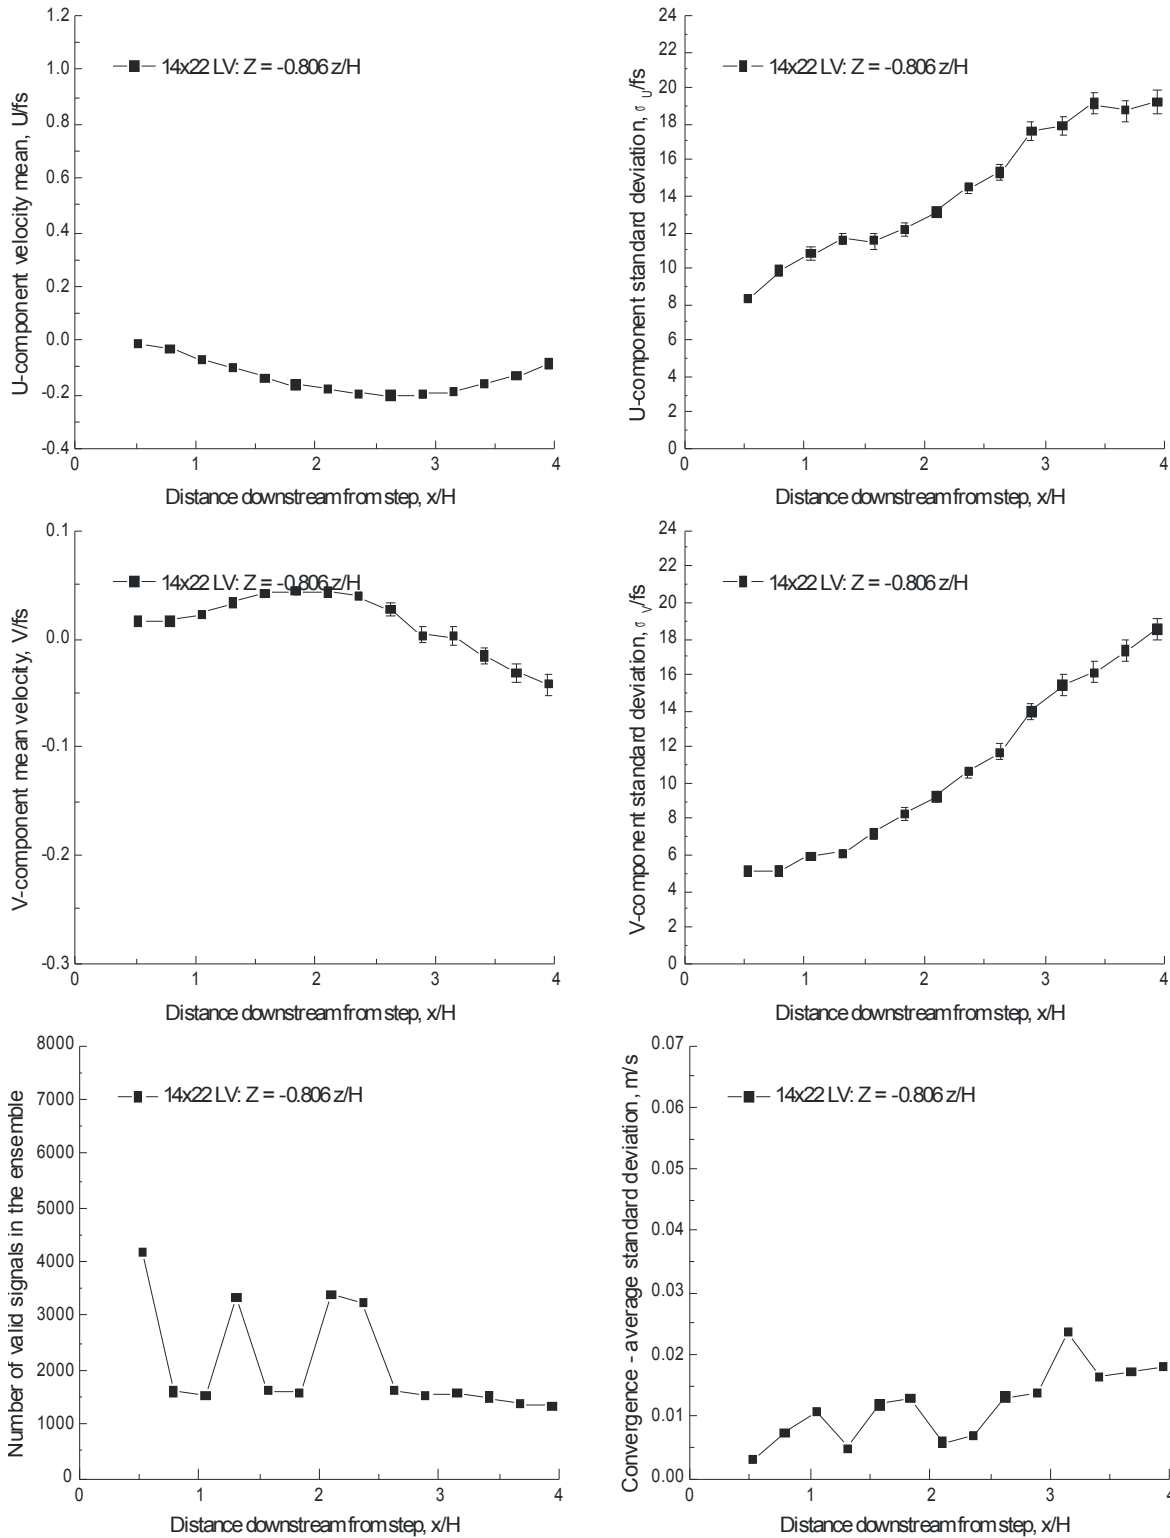 U-component velocity mean, U/fs
1.2
1.0
0.8
0.6
0.4
0.2
0.0
-0.2
-0.4
14x22 LV: Z = -0.806 z/H
0 1 2 3 4
Distance downstream from step, x/H
U-component standard deviation, σU/fs
24
22
20
18
16
14
12
10
8
6
4
2
0
14x22 LV: Z = -0.806 z/H
0 1 2 3 4
Distance downstream from step, x/H
V-component mean velocity, V/fs
0.1
0.0
-0.1
-0.2
-0.3
14x22 LV: Z = -0.806 z/H
0 1 2 3 4
Distance downstream from step, x/H
V-component standard deviation, σV/fs
24
22
20
18
16
14
12
10
8
6
4
2
0
14x22 LV: Z = -0.806 z/H
0 1 2 3 4
Distance downstream from step, x/H
Number of valid signals in the ensemble
8000
7000
6000
5000
4000
3000
2000
1000
0
14x22 LV: Z = -0.806 z/H
0 1 2 3 4
Distance downstream from step, x/H
Convergence - average standard deviation, m/s
0.07
0.06
0.05
0.04
0.03
0.02
0.01
0.00
14x22 LV: Z = -0.806 z/H
0 1 2 3 4
Distance downstream from step, x/H